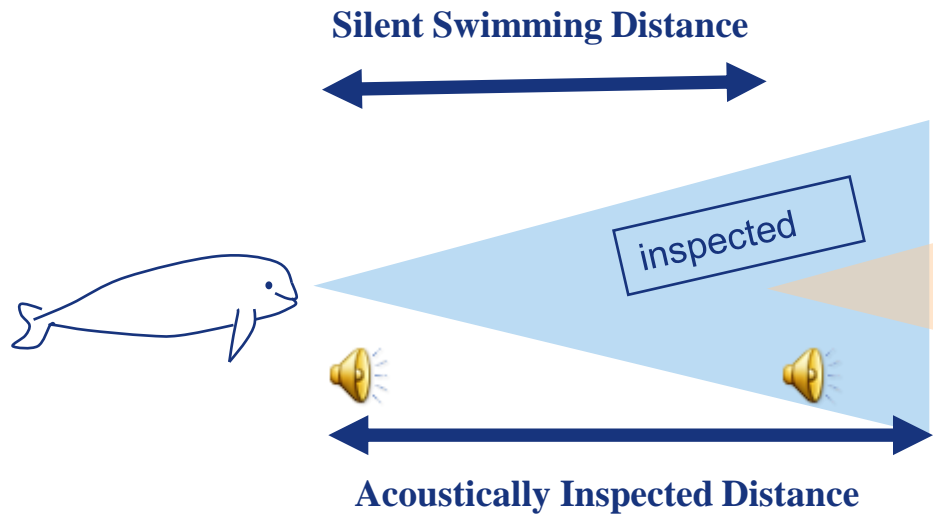 Silent Swimming Distance
inspected
Acoustically Inspected Distance